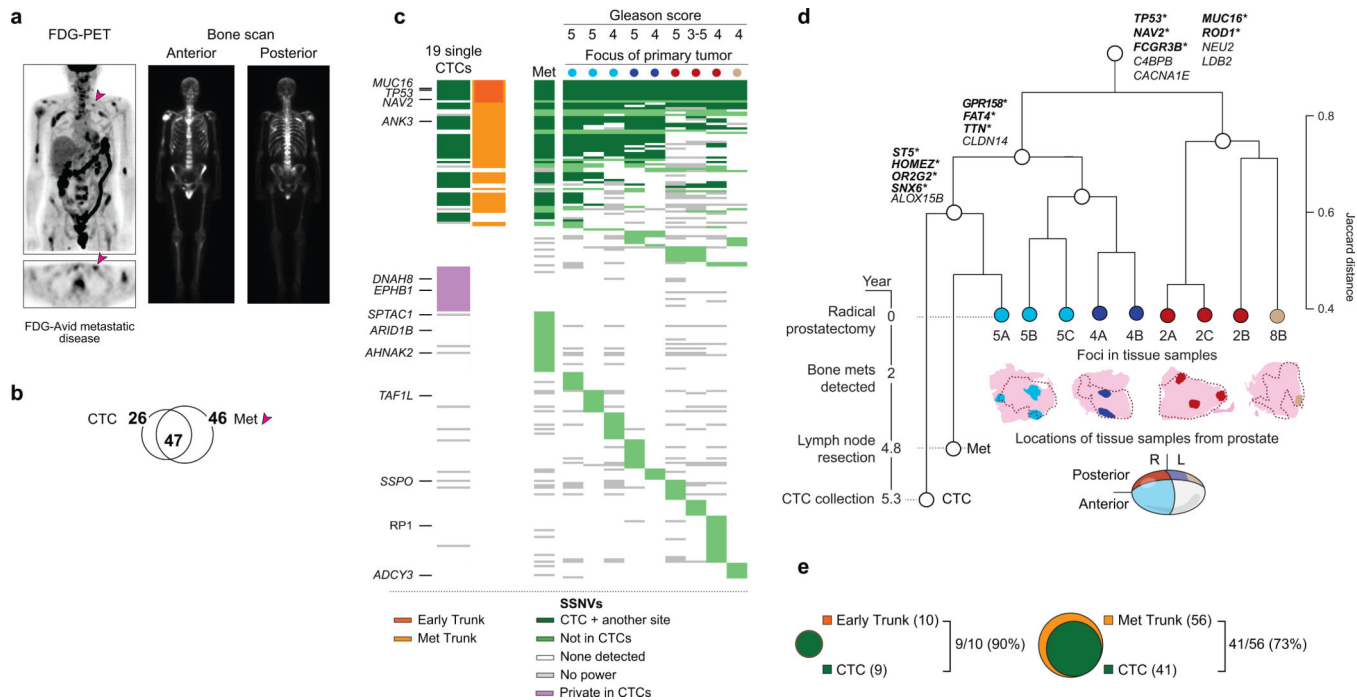 a
FDG-PET
Bone scan
Anterior
Posterior
FDG-Avid metastatic
disease
b
CTC
26
47
46
Met
c
Gleason score
5 5 4 5 4 5 3-5 4 4
19 single
CTCs
Focus of primary tumor
Met
MUC16
TP53
NAV2
ANK3
DNAH8
EPHB1
SPTAC1
ARID1B
AHNAK2
TAF1L
SSPO
RP1
ADCY3
Early Trunk
Met Trunk
SSNVs
CTC + another site
Not in CTCs
None detected
No power
Private in CTCs
d
TP53* MUC16*
NAV2* ROD1*
FCGR3B* NEU2
C4BPB LDB2
CACNA1E
GPR158*
FAT4*
TTN*
CLDN14
ST5*
HOMEZ*
OR2G2*
SNX6*
ALOX15B
0.8
0.6
0.4
Jaccard distance
Year
Radical
prostatectomy
0
Bone mets
detected
2
Lymph node
resection
4.8
Met
CTC collection
5.3
CTC
5A 5B 5C 4A 4B 2A 2C 2B 8B
Foci in tissue samples
Locations of tissue samples from prostate
R L
Posterior
Anterior
e
Early Trunk (10)
9/10 (90%)
CTC (9)
Met Trunk (56)
41/56 (73%)
CTC (41)